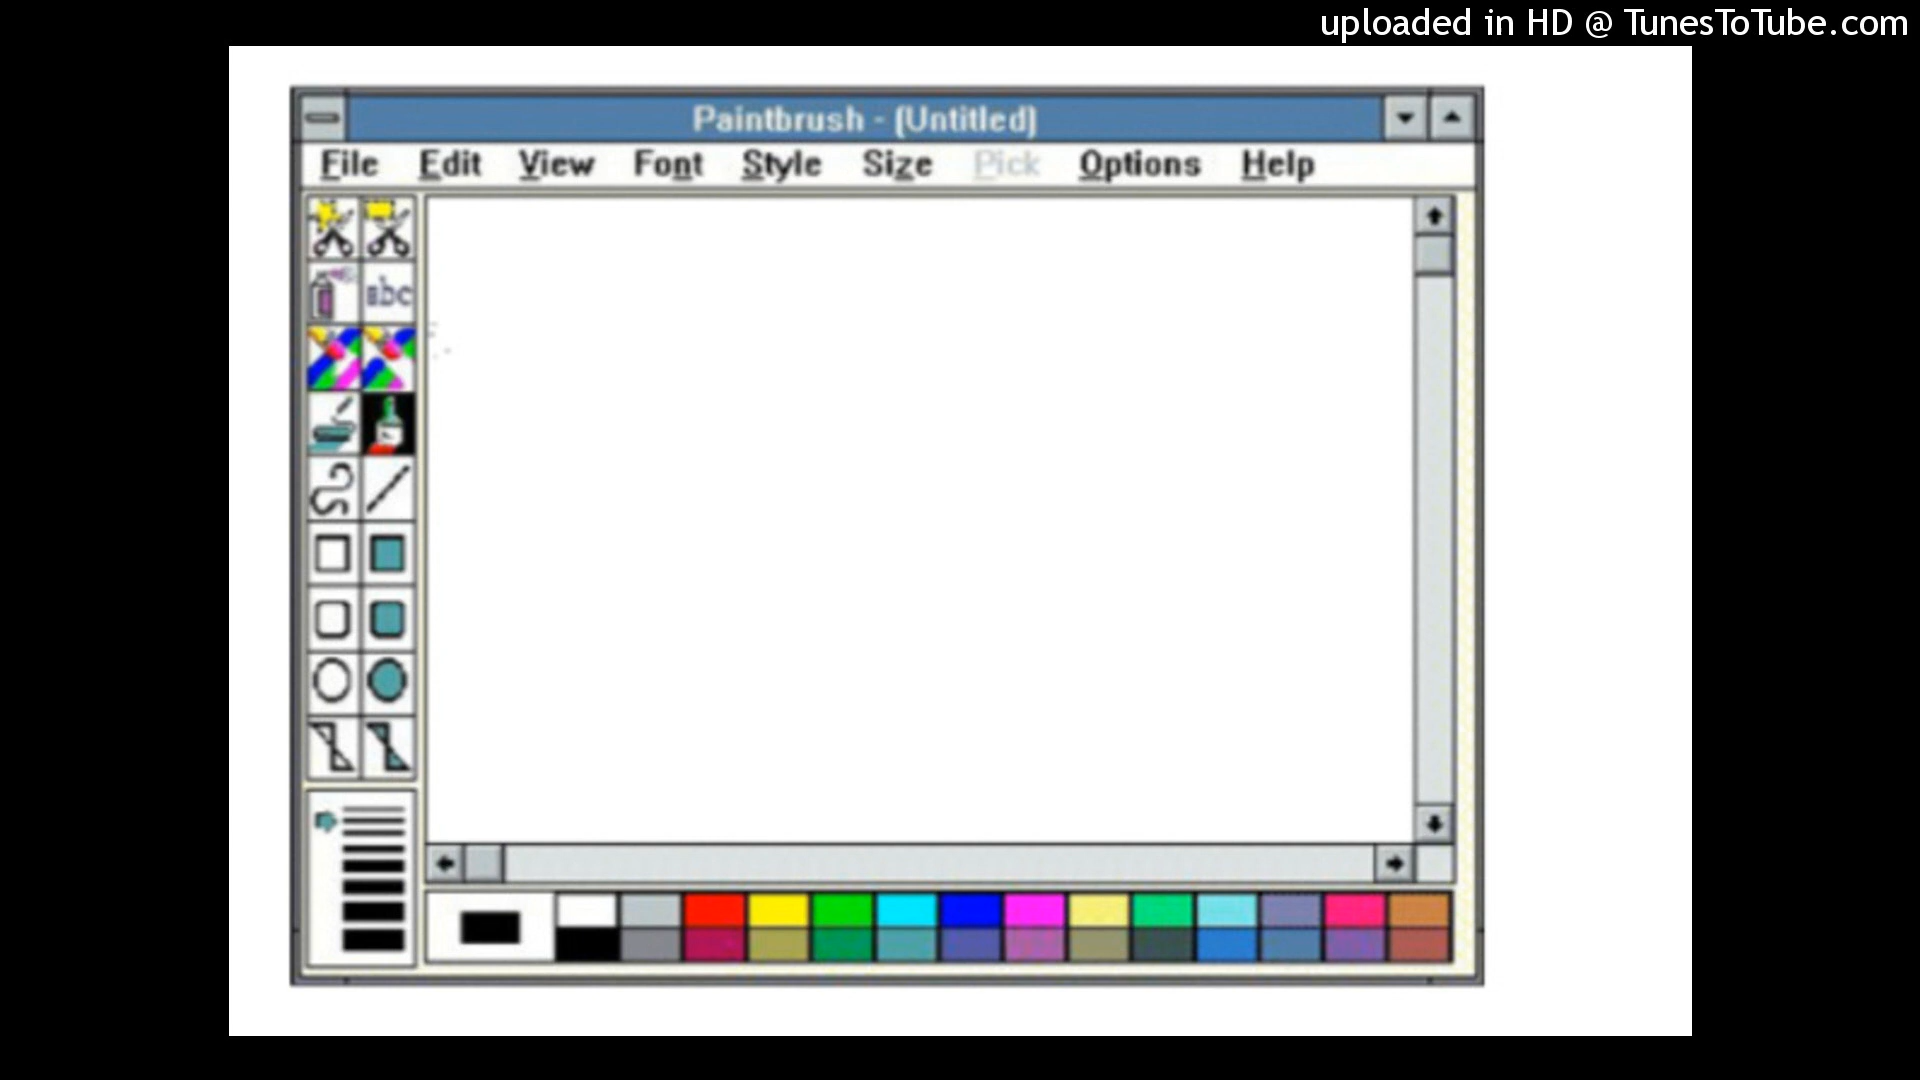 uploaded in HD @ TunesToTube.com
Paintbrush - (Untitled)
File Edit View Font Style Size Pick Options Help
abc